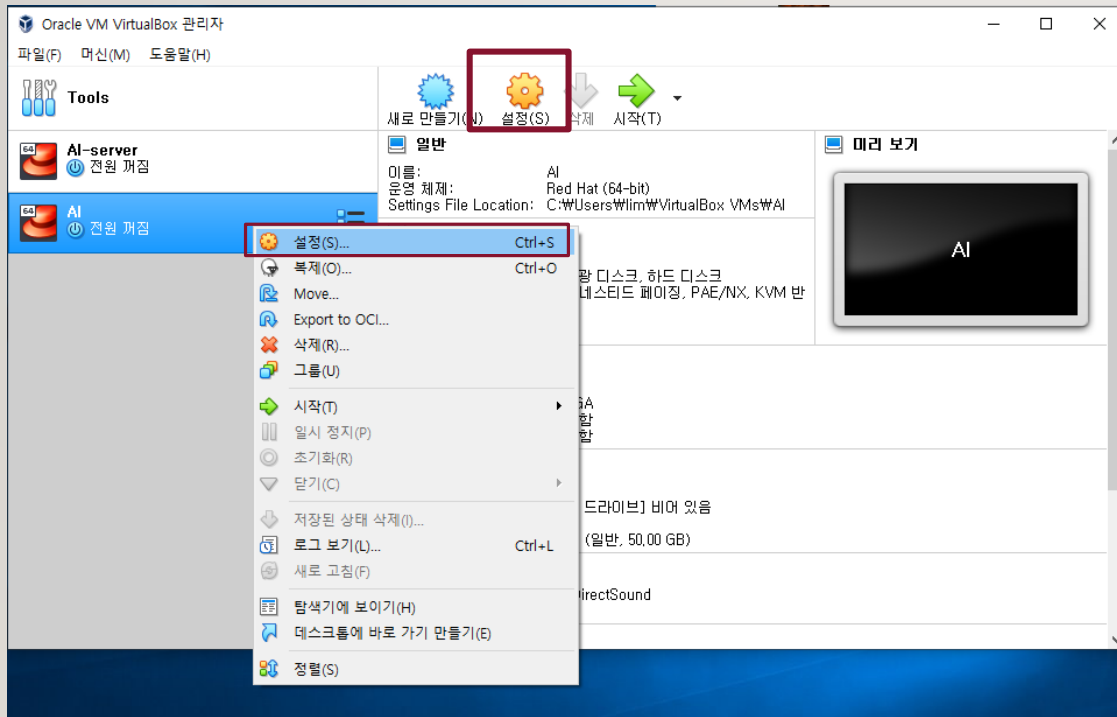 Oracle VM VirtualBox 관리자
파일(F) 머신(M) 도움말(H)
Tools
새로 만들기(N) 설정(S) 삭제 시작(T)
64 AI-server
전원 꺼짐
64 AI
전원 꺼짐
일반
이름: AI
운영 체제: Red Hat (64-bit)
Settings File Location: C:₩Users₩lim₩VirtualBox VMs₩AI
미리 보기
AI
설정(S)... Ctrl+S
복제(O)... Ctrl+O
Move...
Export to OCI...
삭제(R)...
그룹(U)
시작(T)
일시 정지(P)
초기화(R)
닫기(C)
저장된 상태 삭제(I)...
로그 보기(L)... Ctrl+L
새로 고침(F)
탐색기에 보이기(H)
데스크톱에 바로 가기 만들기(E)
정렬(S)
광 디스크, 하드 디스크
네스티드 페이징, PAE/NX, KVM 반
GA
함
함
드라이브] 비어 있음
(일반, 50,00 GB)
irectSound